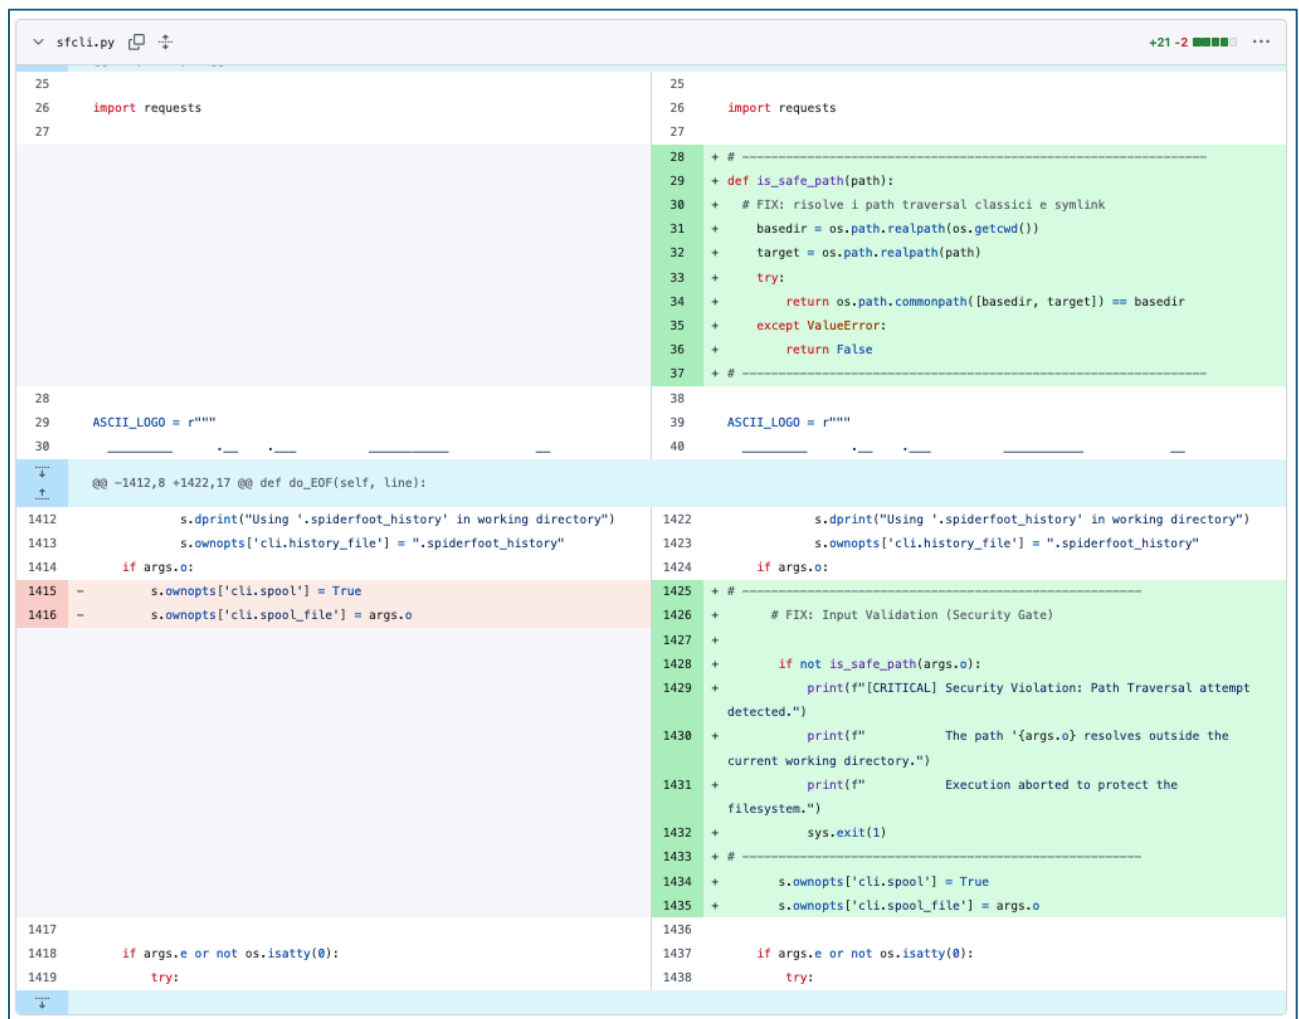 sfcli.py +21 -2
25 25
26 import requests 26 import requests
27 27
28 + # ----------------------------------------------------------------
29 + def is_safe_path(path):
30 + # FIX: risolve i path traversal classici e symlink
31 + basedir = os.path.realpath(os.getcwd())
32 + target = os.path.realpath(path)
33 + try:
34 + return os.path.commonpath([basedir, target]) == basedir
35 + except ValueError:
36 + return False
37 + # ----------------------------------------------------------------
28 38
29 ASCII_LOGO = r""" 39 ASCII_LOGO = r"""
30 _________ .__ .___ ___________ __ 40 _________ .__ .___ ___________ __
@@ -1412,8 +1422,17 @@ def do_EOF(self, line):
1412 s.dprint("Using '.spiderfoot_history' in working directory") 1422 s.dprint("Using '.spiderfoot_history' in working directory")
1413 s.ownopts['cli.history_file'] = ".spiderfoot_history" 1423 s.ownopts['cli.history_file'] = ".spiderfoot_history"
1414 if args.o: 1424 if args.o:
1415 - s.ownopts['cli.spool'] = True 1425 + # -------------------------------------------------------
1416 - s.ownopts['cli.spool_file'] = args.o 1426 + # FIX: Input Validation (Security Gate)
1427 +
1428 + if not is_safe_path(args.o):
1429 + print(f"[CRITICAL] Security Violation: Path Traversal attempt
detected.")
1430 + print(f" The path '{args.o} resolves outside the
current working directory.")
1431 + print(f" Execution aborted to protect the
filesystem.")
1432 + sys.exit(1)
1433 + # -------------------------------------------------------
1434 + s.ownopts['cli.spool'] = True
1435 + s.ownopts['cli.spool_file'] = args.o
1417 1436
1418 if args.e or not os.isatty(0): 1437 if args.e or not os.isatty(0):
1419 try: 1438 try: